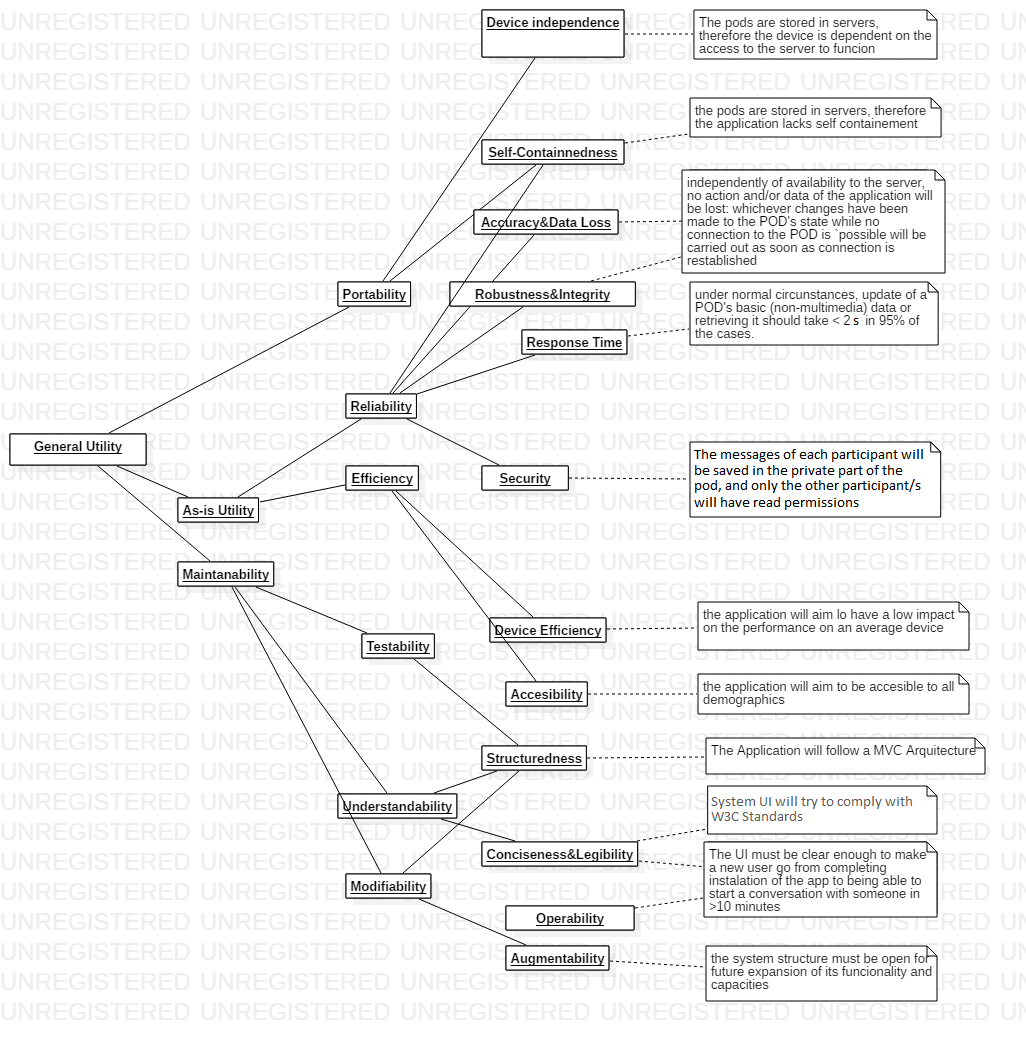 Device independence
The pods are stored in servers,
therefore the device is dependent on the
access to the server to funcion
the pods are stored in servers, therefore
the application lacks self containement
Self-Containnedness
independently of availability to the server,
no action and/or data of the application will
be lost: whichever changes have been
made to the POD's state while no
connection to the POD is `possible will be
carried out as soon as connection is
restablished
Accuracy&Data Loss
Portability
Robustness&Integrity
under normal circunstances, update of a
POD's basic (non-multimedia) data or
retrieving it should take < 2 s in 95% of
the cases.
Response Time
Reliability
General Utility
The messages of each participant will
be saved in the private part of the
pod, and only the other participant/s
will have read permissions
Efficiency
Security
As-is Utility
Maintanability
the application will aim lo have a low impact
on the performance on an average device
Device Efficiency
Testability
the application will aim to be accesible to all
demographics
Accesibility
The Application will follow a MVC Arquitecture
Structuredness
System UI will try to comply with
W3C Standards
Understandability
Conciseness&Legibility
The UI must be clear enough to make
a new user go from completing
instalation of the app to being able to
start a conversation with someone in
>10 minutes
Modifiability
Operability
Augmentability
the system structure must be open for
future expansion of its funcionality and
capacities
UNREGISTERED